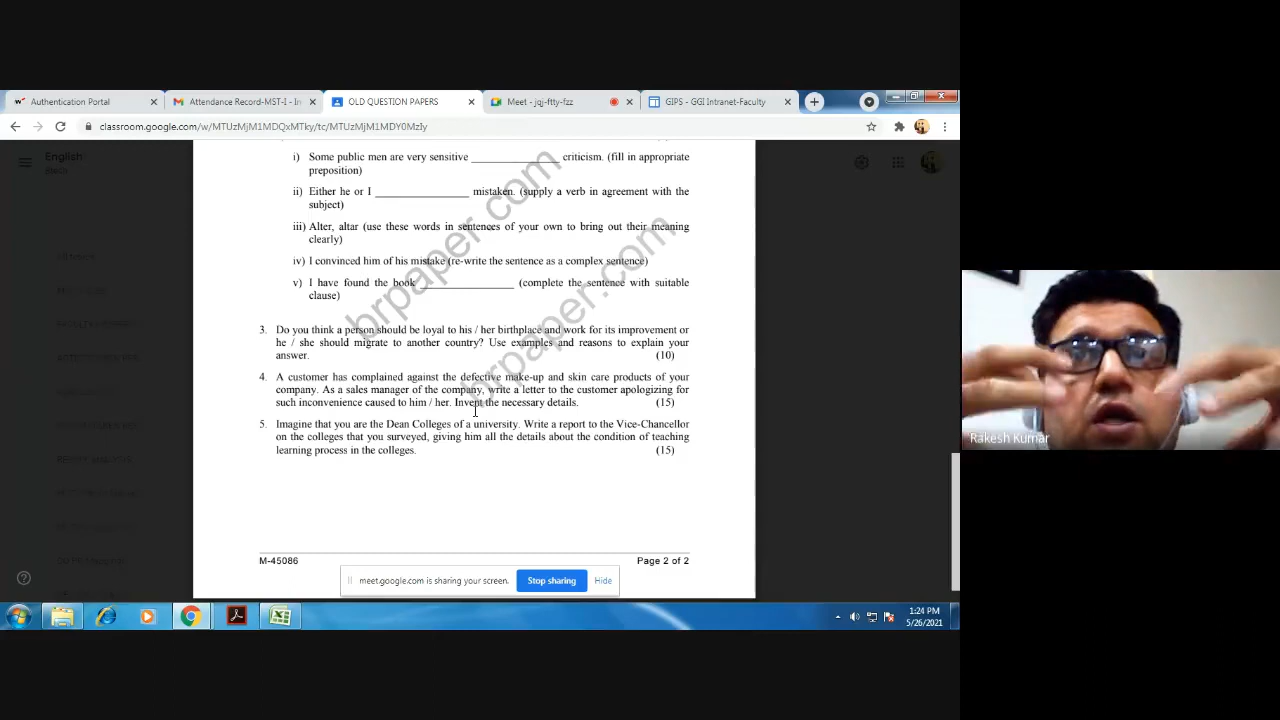 Authentication Portal
Attendance Record-MST-I - In
OLD QUESTION PAPERS
Meet - jqj-ftty-fzz
GIPS - GGI Intranet-Faculty
classroom.google.com/w/MTUzMjM1MDQxMTky/tc/MTUzMjM1MDY0MzIy
English
i) Some public men are very sensitive ________________ criticism. (fill in appropriate
preposition)
ii) Either he or I _________________ mistaken. (supply a verb in agreement with the
subject)
iii) Alter, altar (use these words in sentences of your own to bring out their meaning
clearly)
iv) I convinced him of his mistake (re-write the sentence as a complex sentence)
v) I have found the book _________________ (complete the sentence with suitable
clause)
3. Do you think a person should be loyal to his / her birthplace and work for its improvement or
he / she should migrate to another country? Use examples and reasons to explain your
answer. (10)
4. A customer has complained against the defective make-up and skin care products of your
company. As a sales manager of the company, write a letter to the customer apologizing for
such inconvenience caused to him / her. Invent the necessary details. (15)
5. Imagine that you are the Dean Colleges of a university. Write a report to the Vice-Chancellor
on the colleges that you surveyed, giving him all the details about the condition of teaching
learning process in the colleges. (15)
brpaper.com
brpaper.com
M-45086 Page 2 of 2
meet.google.com is sharing your screen. Stop sharing Hide
1:24 PM
5/26/2021
Rakesh Kumar